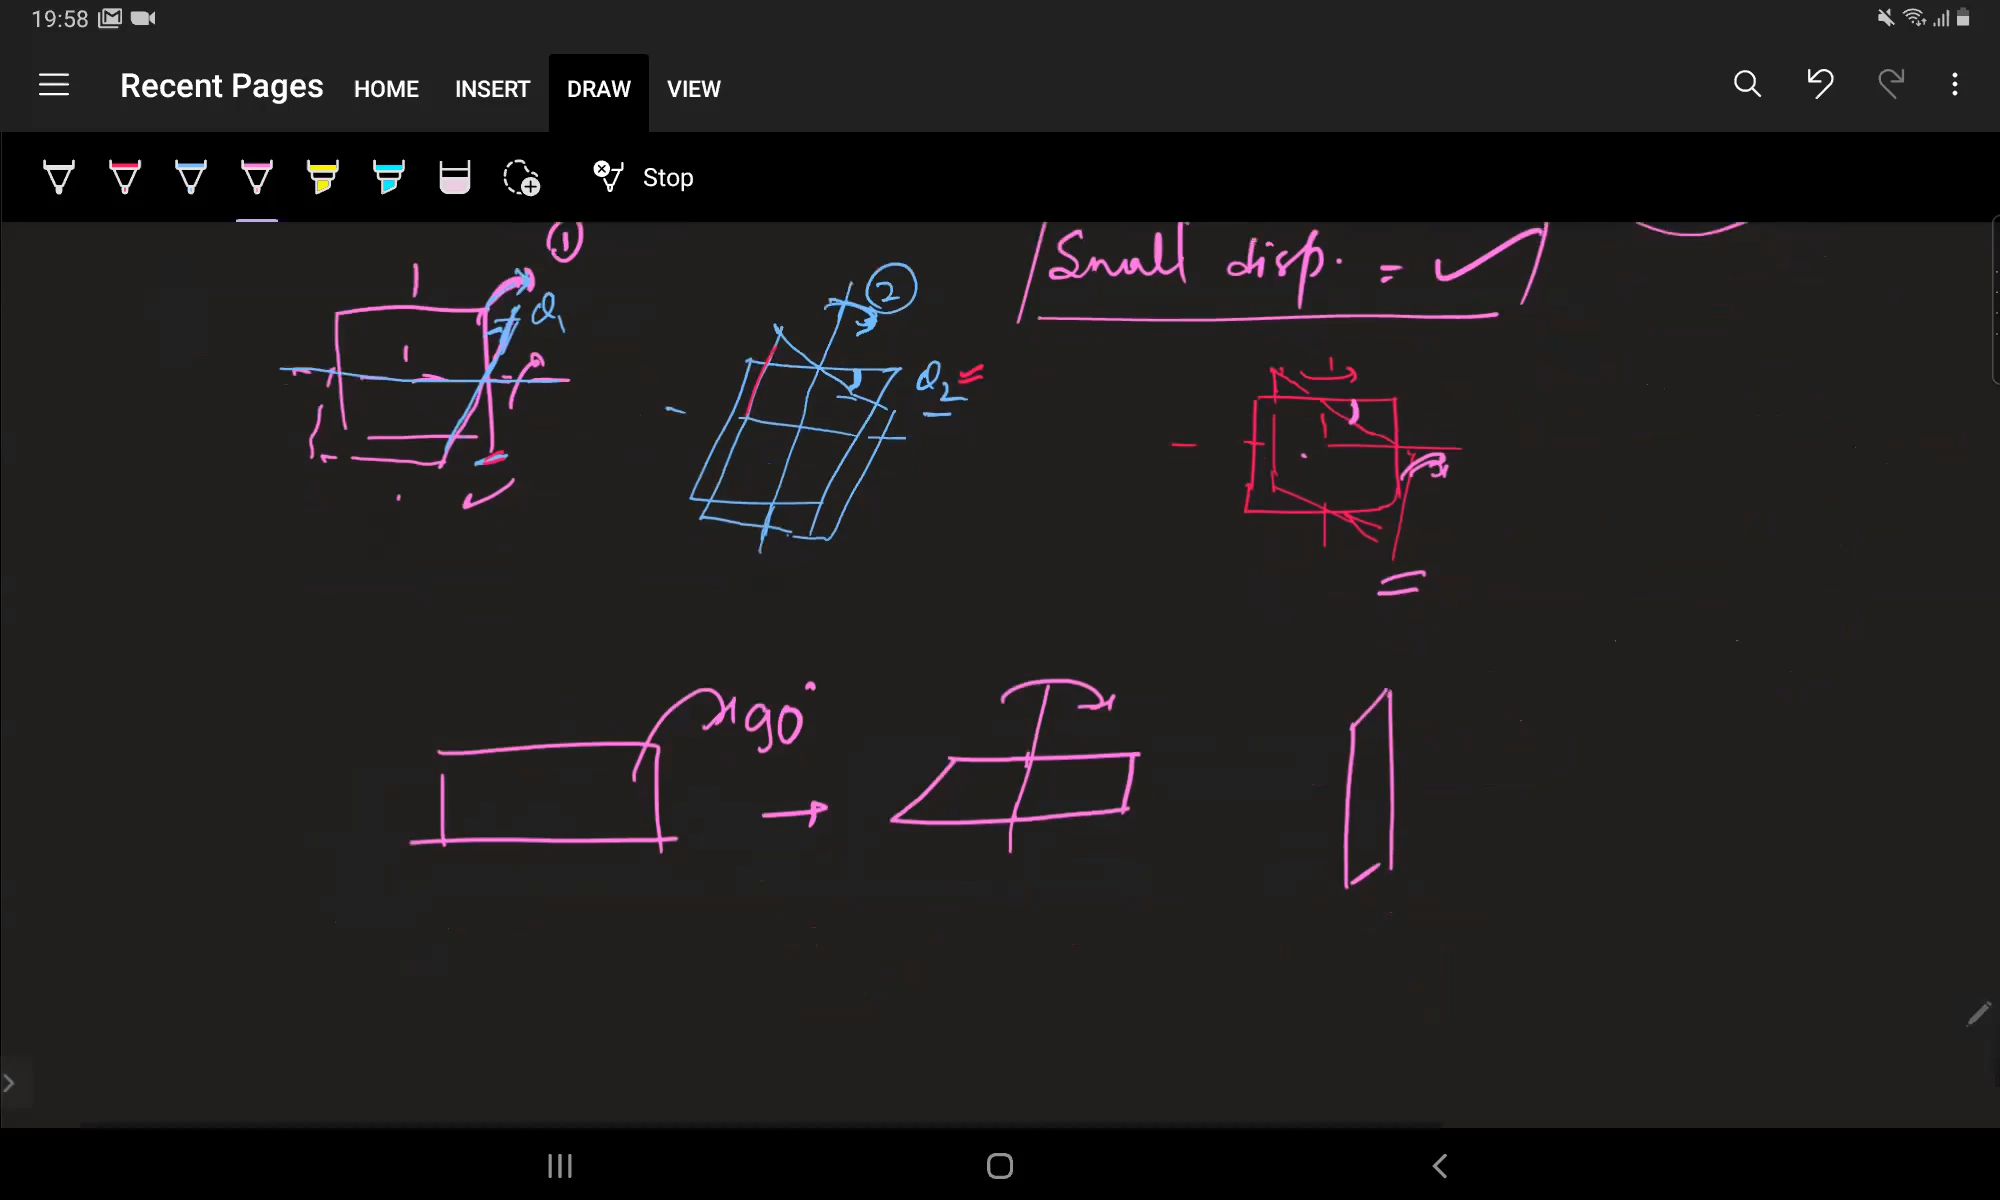 19:58
Recent Pages HOME INSERT DRAW VIEW
Stop
1
Small disp. =
2
θ1
θ2
90°